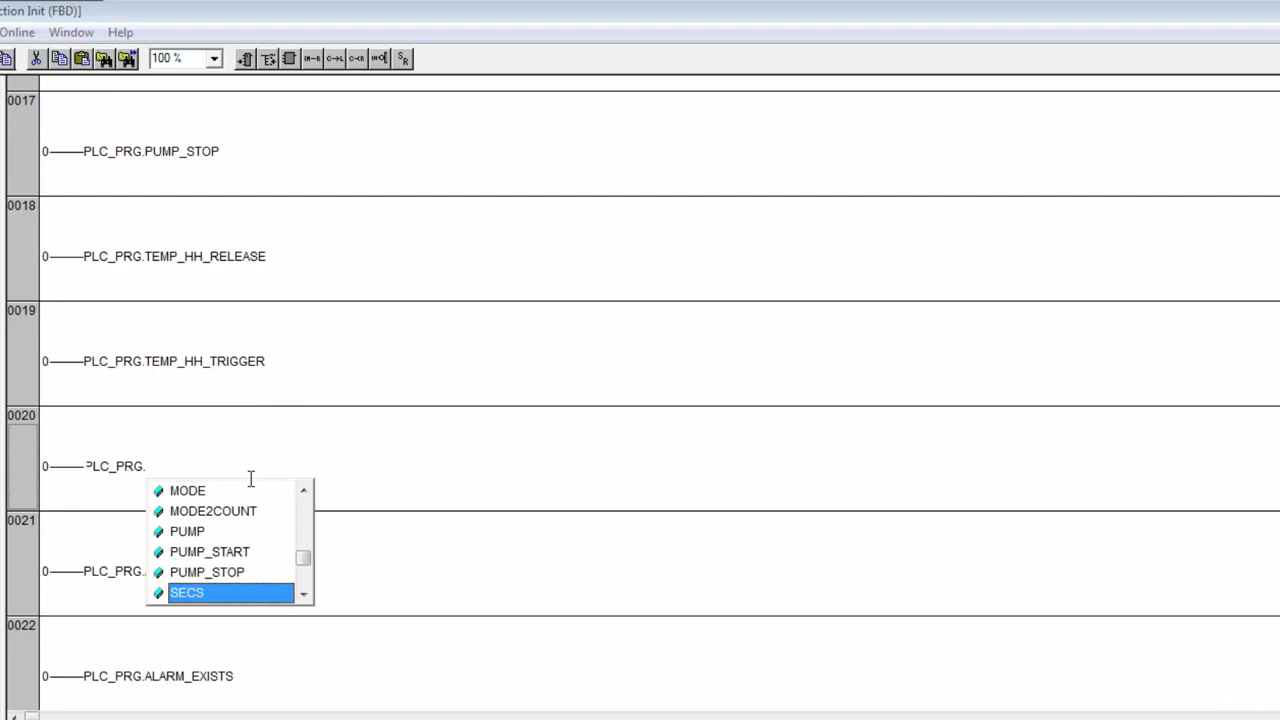 ction Init (FBD)]
Online Window Help
100 %
0017
0 PLC_PRG.PUMP_STOP
0018
0 PLC_PRG.TEMP_HH_RELEASE
0019
0 PLC_PRG.TEMP_HH_TRIGGER
0020
0 PLC_PRG.
MODE
MODE2COUNT
PUMP
PUMP_START
PUMP_STOP
SECS
0021
0 PLC_PRG.
0022
0 PLC_PRG.ALARM_EXISTS